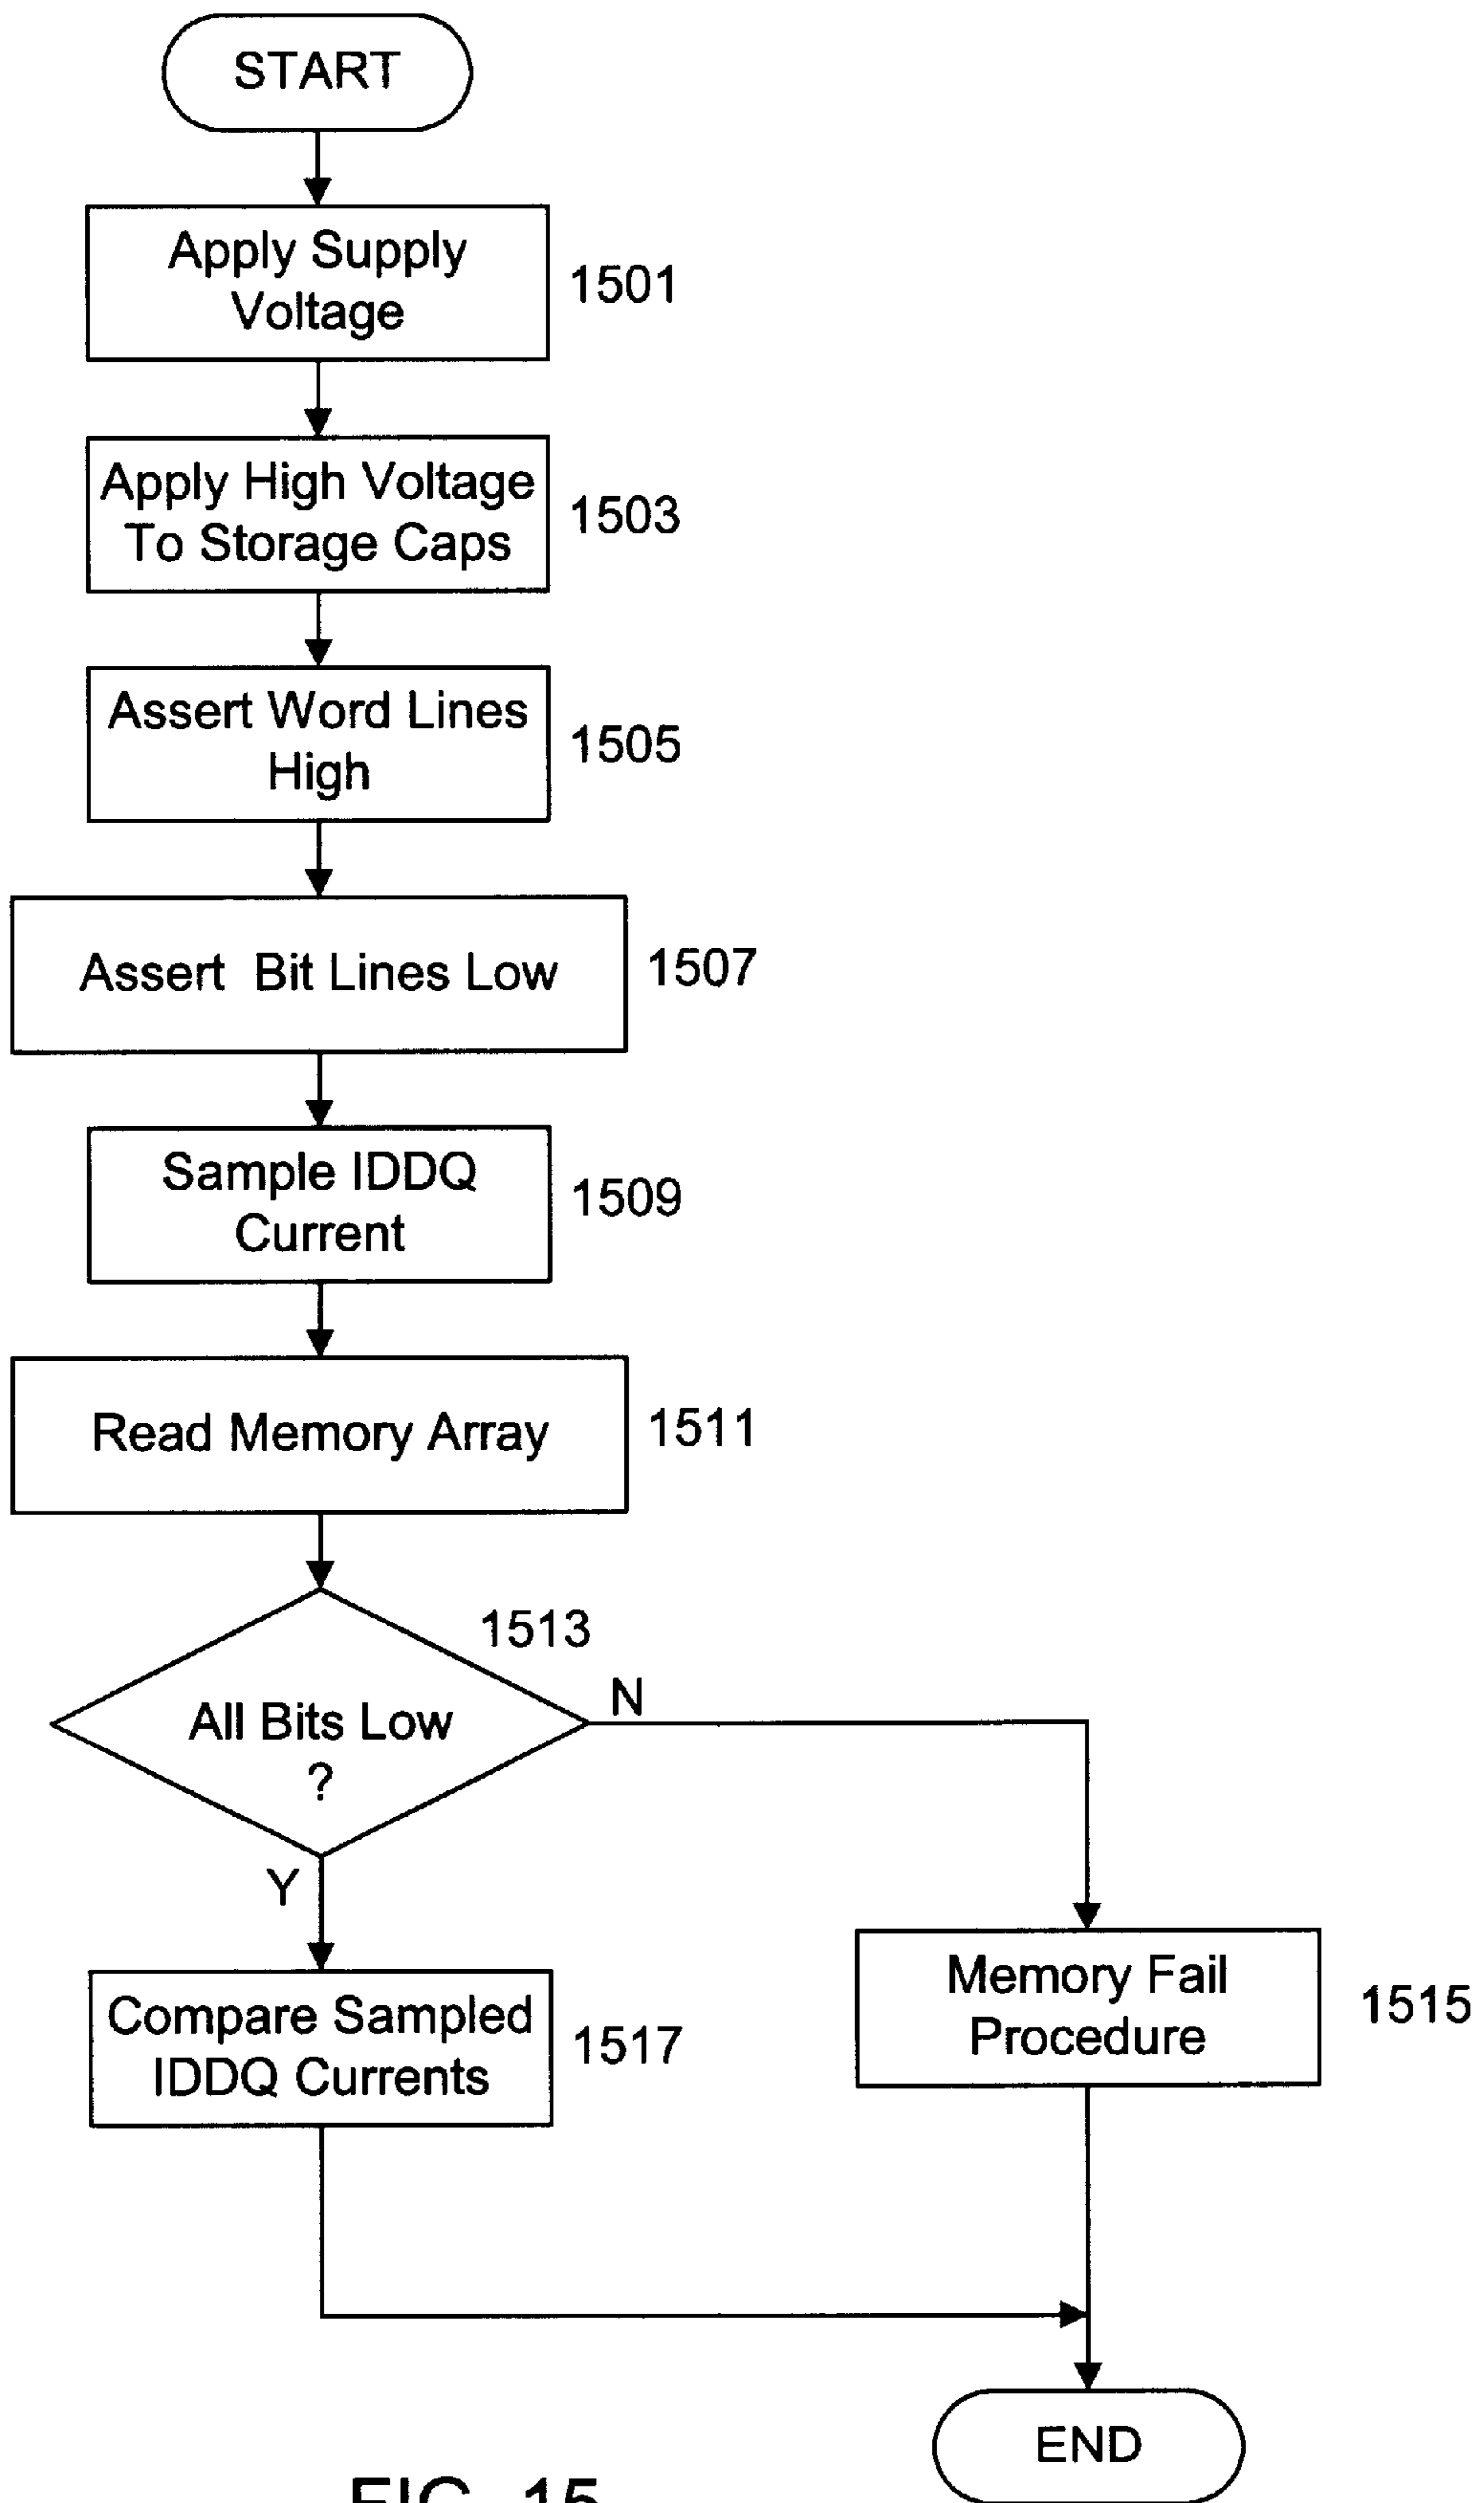 START
Apply Supply
Voltage
1501
Apply High Voltage
To Storage Caps
1503
Assert Word Lines
High
1505
Assert Bit Lines Low
1507
Sample IDDQ
Current
1509
Read Memory Array
1511
1513
All Bits Low
?
N
Y
Compare Sampled
IDDQ Currents
1517
Memory Fail
Procedure
1515
END
FIG. 15